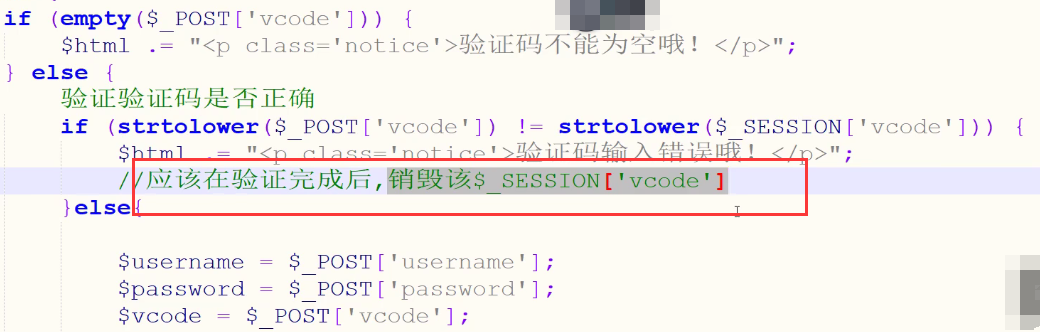 if (empty($_POST['vcode'])) {
$html .= "<p class='notice'>验证码不能为空哦！</p>";
} else {
验证验证码是否正确
if (strtolower($_POST['vcode']) != strtolower($_SESSION['vcode'])) {
$html .= "<p class='notice'>验证码输入错误哦！</p>";
//应该在验证完成后,销毁该$_SESSION['vcode']
}else{
$username = $_POST['username'];
$password = $_POST['password'];
$vcode = $_POST['vcode'];